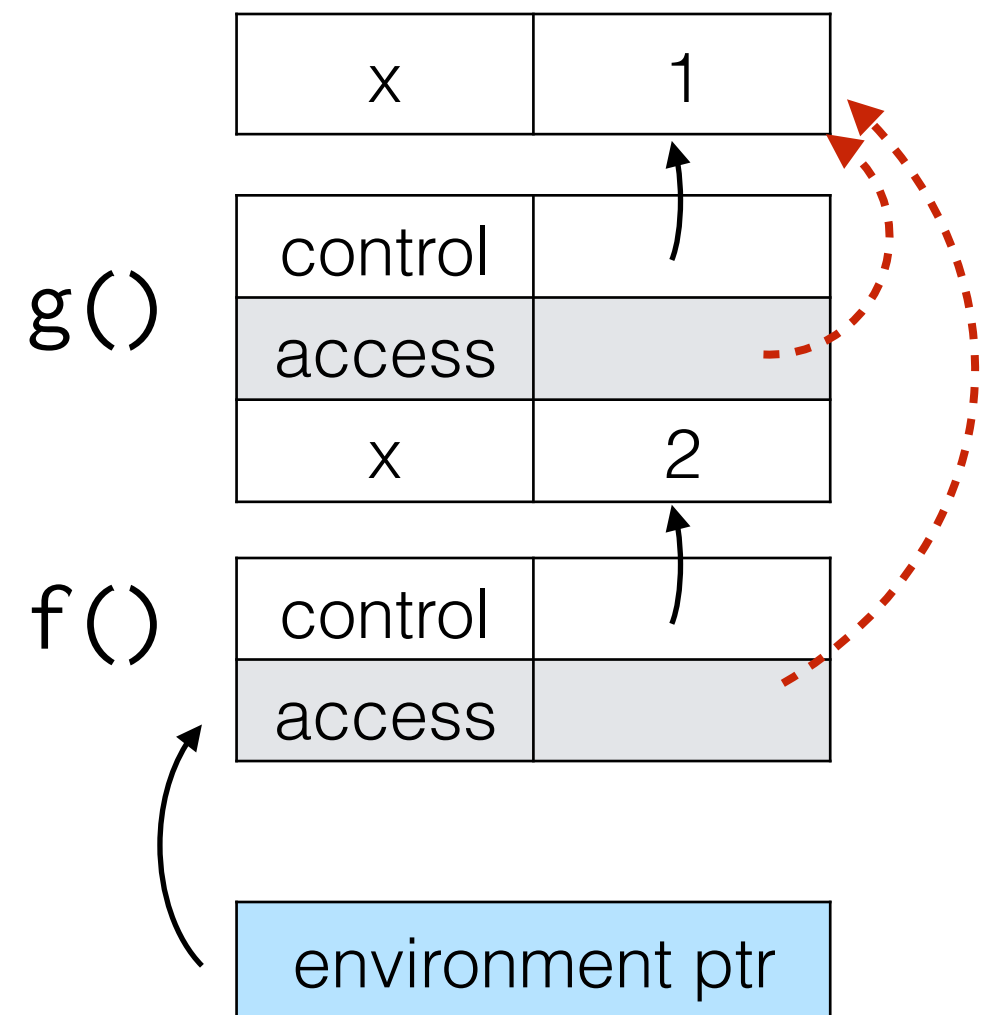 x 1
control
g()
access
x 2
f()
control
access
environment ptr